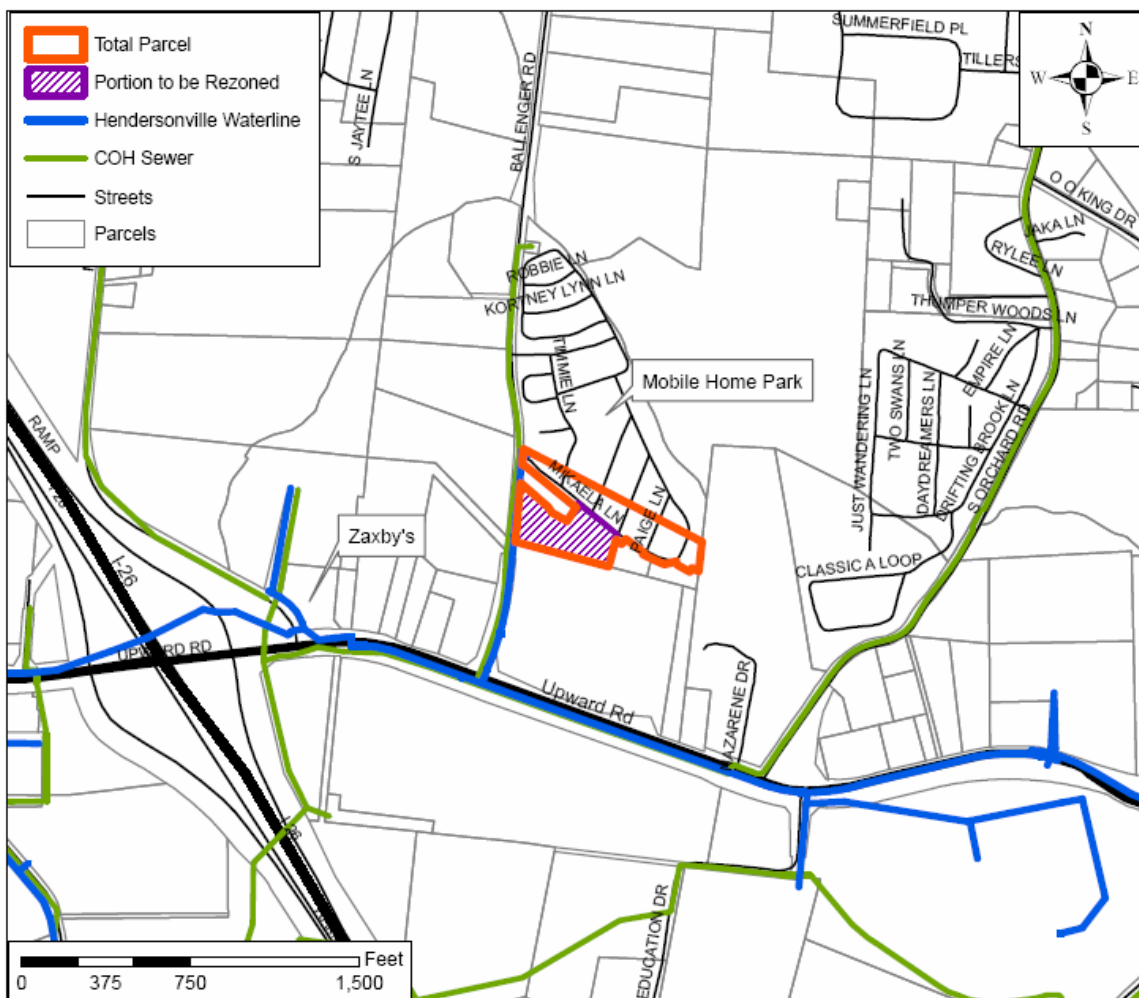 Total Parcel
Portion to be Rezoned
Hendersonville Waterline
COH Sewer
Streets
Parcels
S JAYTEE LN
BALLENGER RD
SUMMERFIELD PL
TILLERS
N
W E
S
O O KING DR
JAKA LN
RYLEE LN
THUMPER WOODS LN
ROBBIE LN
KORTNEY LYNN LN
TIMMIE LN
Mobile Home Park
EMPIRE LN
TWO SWANS LN
JUST WANDERING LN
DAYDREAMERS LN
DRIFTING BROOK LN
S ORCHARD RD
RAMP
I-26
MIKAELA LN
PAIGE LN
Zaxby's
I-26
CLASSIC A LOOP
UPWARD RD
Upward Rd
NAZARENE DR
I-26
EDUCATION DR
Feet
0 375 750 1,500